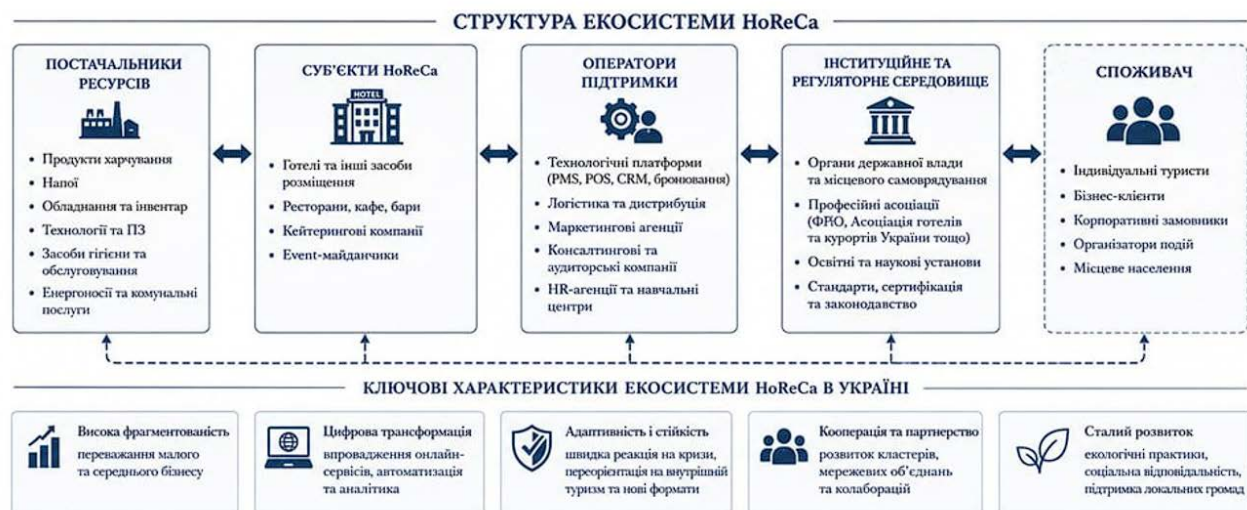 СТРУКТУРА ЕКОСИСТЕМИ HoReCa
ПОСТАЧАЛЬНИКИ
РЕСУРСІВ
• Продукти харчування
• Напої
• Обладнання та інвентар
• Технології та ПЗ
• Засоби гігієни та
обслуговування
• Енергоносії та комунальні
послуги
СУБ'ЄКТИ HoReCa
HOTEL
• Готелі та інші засоби
розміщення
• Ресторани, кафе, бари
• Кейтерингові компанії
• Event-майданчики
ОПЕРАТОРИ
ПІДТРИМКИ
• Технологічні платформи
(PMS, POS, CRM, бронювання)
• Логістика та дистрибуція
• Маркетингові агенції
• Консалтингові та
аудиторські компанії
• HR-агенції та навчальні
центри
ІНСТИТУЦІЙНЕ ТА
РЕГУЛЯТОРНЕ СЕРЕДОВИЩЕ
• Органи державної влади
та місцевого самоврядування
• Професійні асоціації
Асоціація готелів
та курортів України тощо)
• Освітні та наукові установи
• Стандарти, сертифікація
та законодавство
СПОЖИВАЧ
• Індивідуальні туристи
• Бізнес-клієнти
• Корпоративні замовники
• Організатори подій
• Місцеве населення
КЛЮЧОВІ ХАРАКТЕРИСТИКИ ЕКОСИСТЕМИ HoReCa В УКРАЇНІ
Висока фрагментованість
переважання малого
та середнього бізнесу
Цифрова трансформація
впровадження онлайн-
сервісів, автоматизація
та аналітика
Адаптивність і стійкість
швидка реакція на кризи,
переорієнтація на внутрішній
туризм та нові формати
Кооперація та партнерство
розвиток кластерів,
мережевих об'єднань
та колаборацій
Сталий розвиток
екологічні практики,
соціальна відповідальність,
підтримка локальних громад